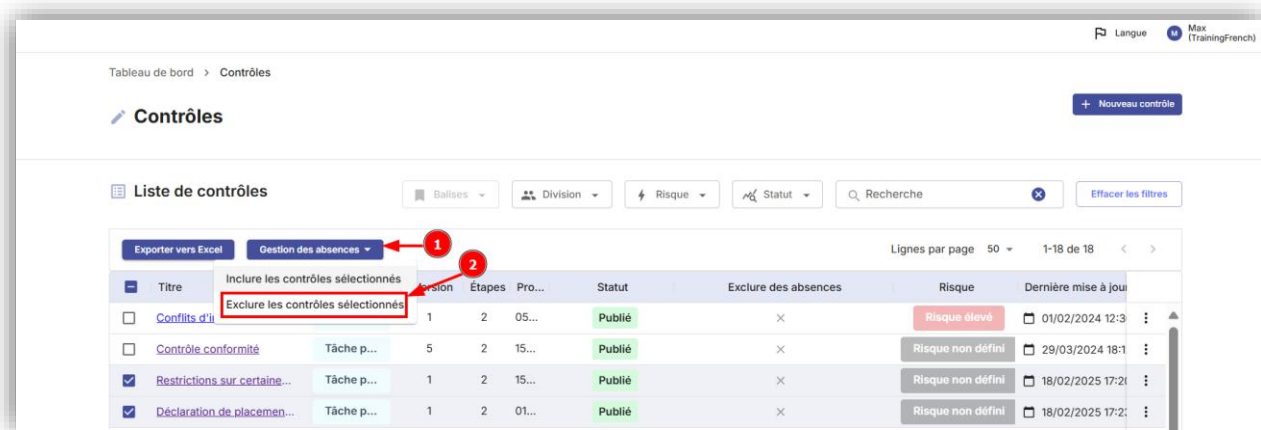 Langue M Max
(TrainingFrench)
Tableau de bord > Contrôles
Contrôles
+ Nouveau contrôle
Liste de contrôles Balises Division Risque Statut Recherche Effacer les filtres
Exporter vers Excel Gestion des absences 1 Lignes par page 50 1-18 de 18 < >
2
Inclure les contrôles sélectionnés
Titre Étapes Pro... Statut Exclure des absences Risque Dernière mise à jour
Exclure les contrôles sélectionnés
Conflits 1 2 05... Publié × Risque élevé 01/02/2024 12:3
Contrôle conformité Tâche p... 5 2 15... Publié × Risque non défini 29/03/2024 18:1
Restrictions sur certaine... Tâche p... 1 2 15... Publié × Risque non défini 18/02/2025 17:2
Déclaration de placemen... Tâche p... 1 2 01... Publié × Risque non défini 18/02/2025 17:2